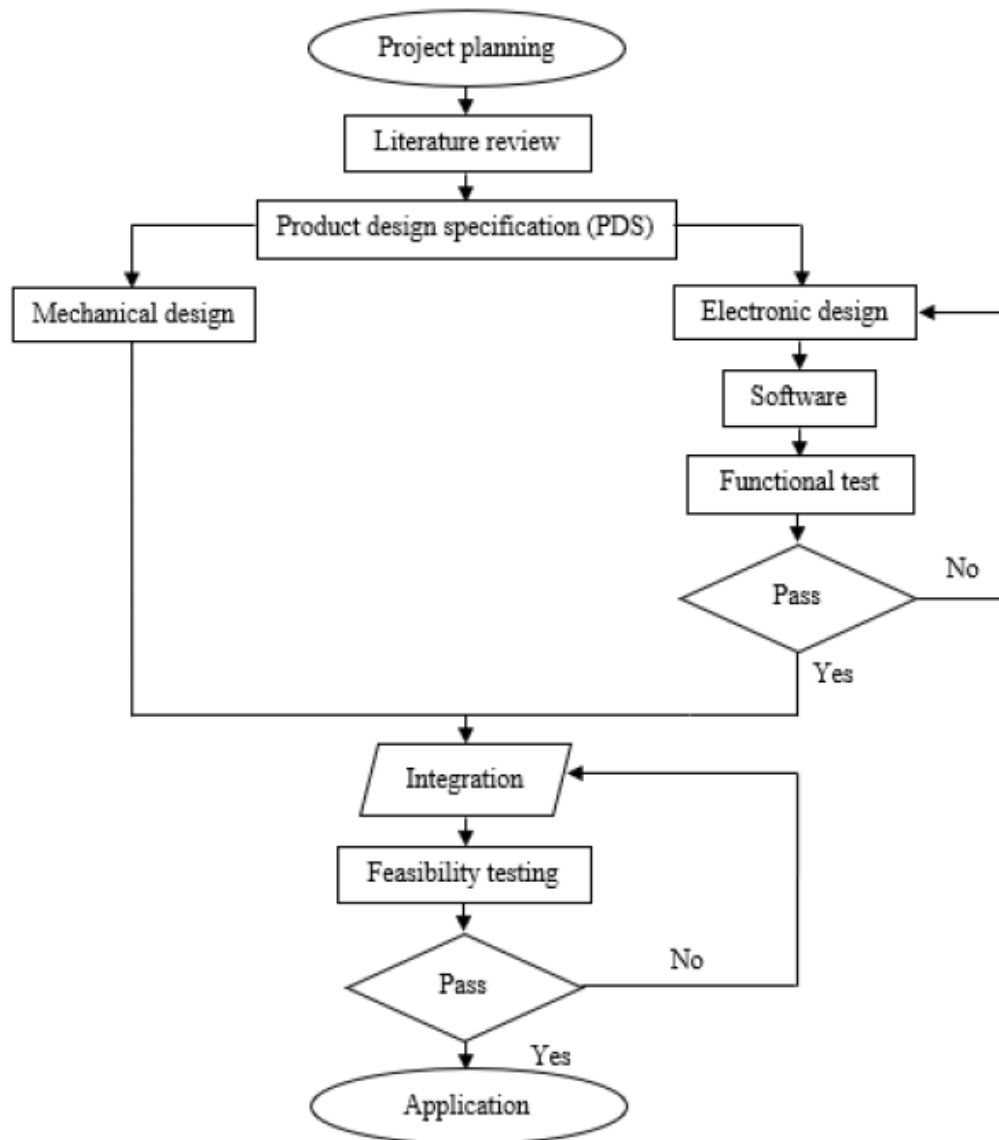 Project planning
Literature review
Product design specification (PDS)
Mechanical design
Electronic design
Software
Functional test
Pass
No
Yes
Integration
Feasibility testing
Pass
No
Yes
Application